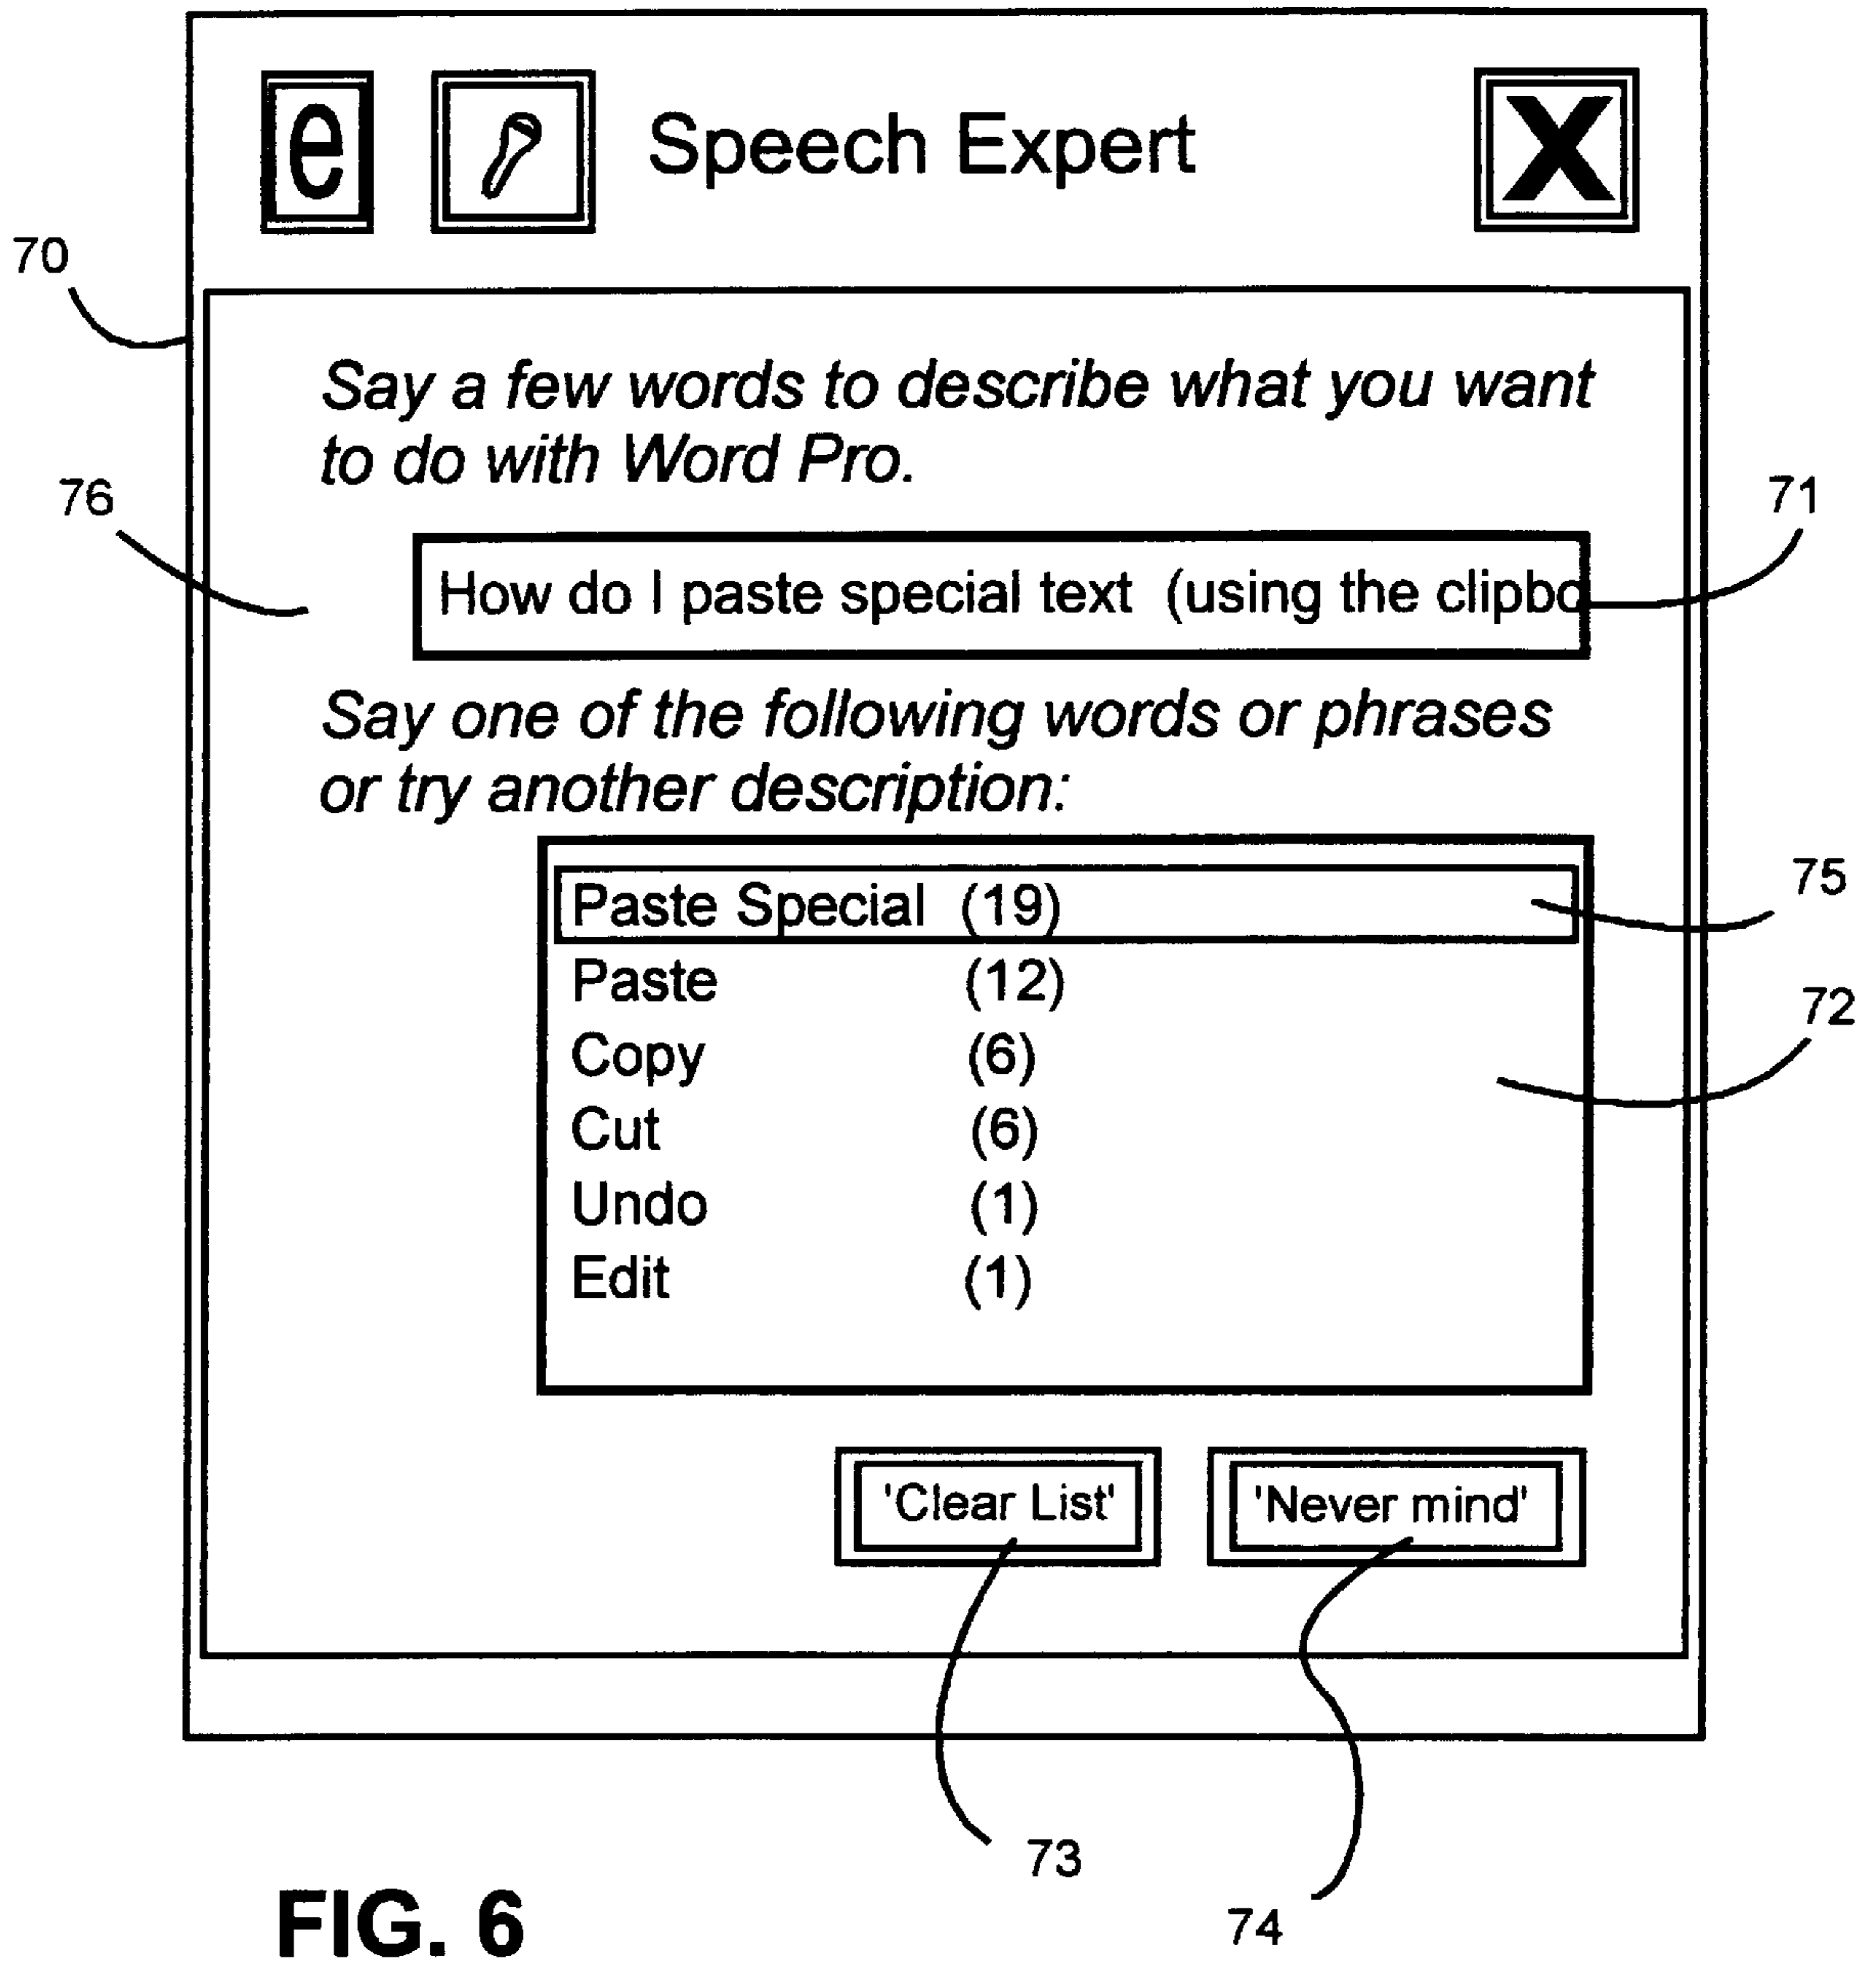 e Speech Expert X
70
Say a few words to describe what you want
to do with Word Pro.
76
71
How do I paste special text (using the clipbo
Say one of the following words or phrases
or try another description:
Paste Special (19)
75
Paste (12)
72
Copy (6)
Cut (6)
Undo (1)
Edit (1)
'Clear List' 'Never mind'
73
74
FIG. 6